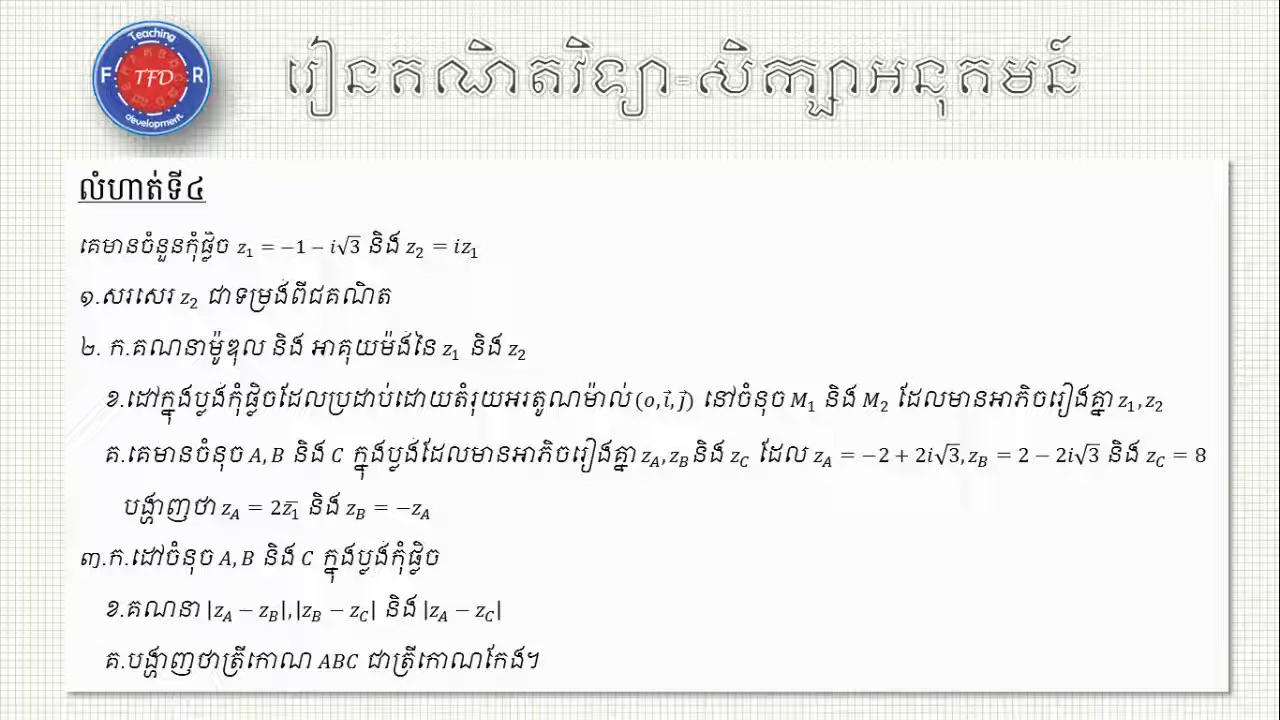 Teaching
F TFD R
development
រៀនគណិតវិទ្យា-សិក្សាអនុគមន៍
លំហាត់ទី៤
គេមានចំនួនកុំផ្លិច z₁ = −1 − i√3 និង z₂ = iz₁
១.សរសេរ z₂ ជាទម្រង់ពីជគណិត
២. ក.គណនាម៉ូឌុល និង អាគុយម៉ង់នៃ z₁ និង z₂
ខ.ដៅក្នុងប្លង់កុំផ្លិចដែលប្រដាប់ដោយតំរុយអរតូណម៉ាល់ (o, i⃗, j⃗) នៅចំនុច M₁ និង M₂ ដែលមានអាភិចរៀងគ្នា z₁, z₂
គ.គេមានចំនុច A, B និង C ក្នុងប្លង់ដែលមានអាភិចរៀងគ្នា z_A, z_B និង z_C ដែល z_A = −2 + 2i√3, z_B = 2 − 2i√3 និង z_C = 8
បង្ហាញថា z_A = 2z̅₁ និង z_B = −z_A
៣.ក.ដៅចំនុច A, B និង C ក្នុងប្លង់កុំផ្លិច
ខ.គណនា |z_A − z_B|, |z_B − z_C| និង |z_A − z_C|
គ.បង្ហាញថាត្រីកោណ ABC ជាត្រីកោណកែង។